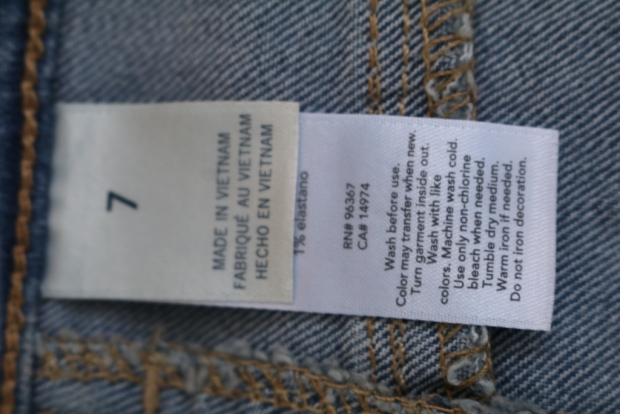 7
MADE IN VIETNAM
FABRIQUÉ AU VIETNAM
HECHO EN VIETNAM
1% elastano
RN# 96367
CA# 14974
Wash before use.
Color may transfer when new.
Turn garment inside out.
Wash with like
colors. Machine wash cold.
Use only non-chlorine
bleach when needed.
Tumble dry medium.
Warm iron if needed.
Do not iron decoration.